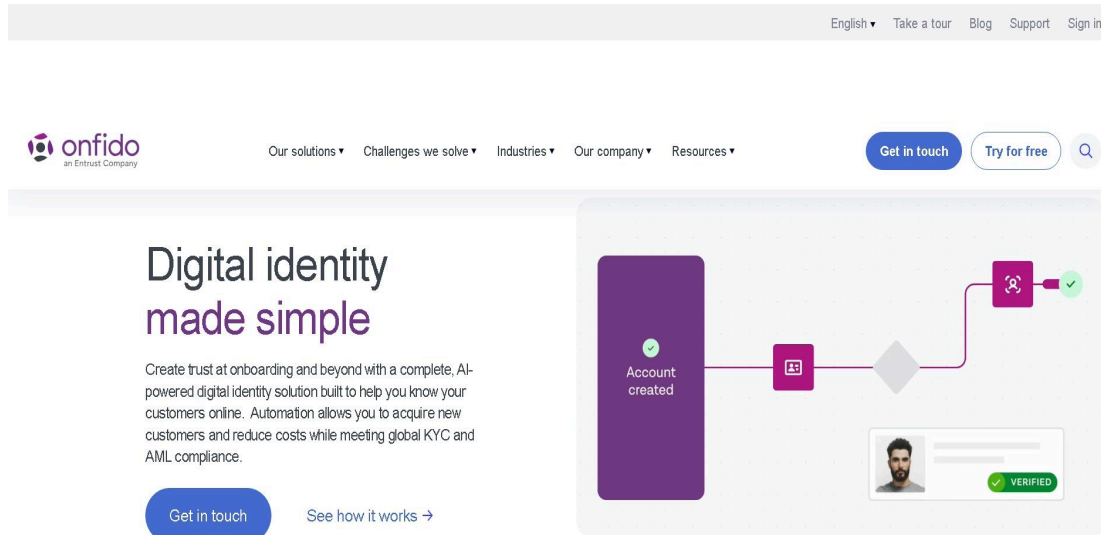 English ▾ Take a tour Blog Support Sign in
onfido
an Entrust Company
Our solutions ▾ Challenges we solve ▾ Industries ▾ Our company ▾ Resources ▾ Get in touch Try for free
Digital identity
made simple
Create trust at onboarding and beyond with a complete, AI-
powered digital identity solution built to help you know your
customers online. Automation allows you to acquire new
customers and reduce costs while meeting global KYC and
AML compliance.
Get in touch See how it works →
Account
created
VERIFIED